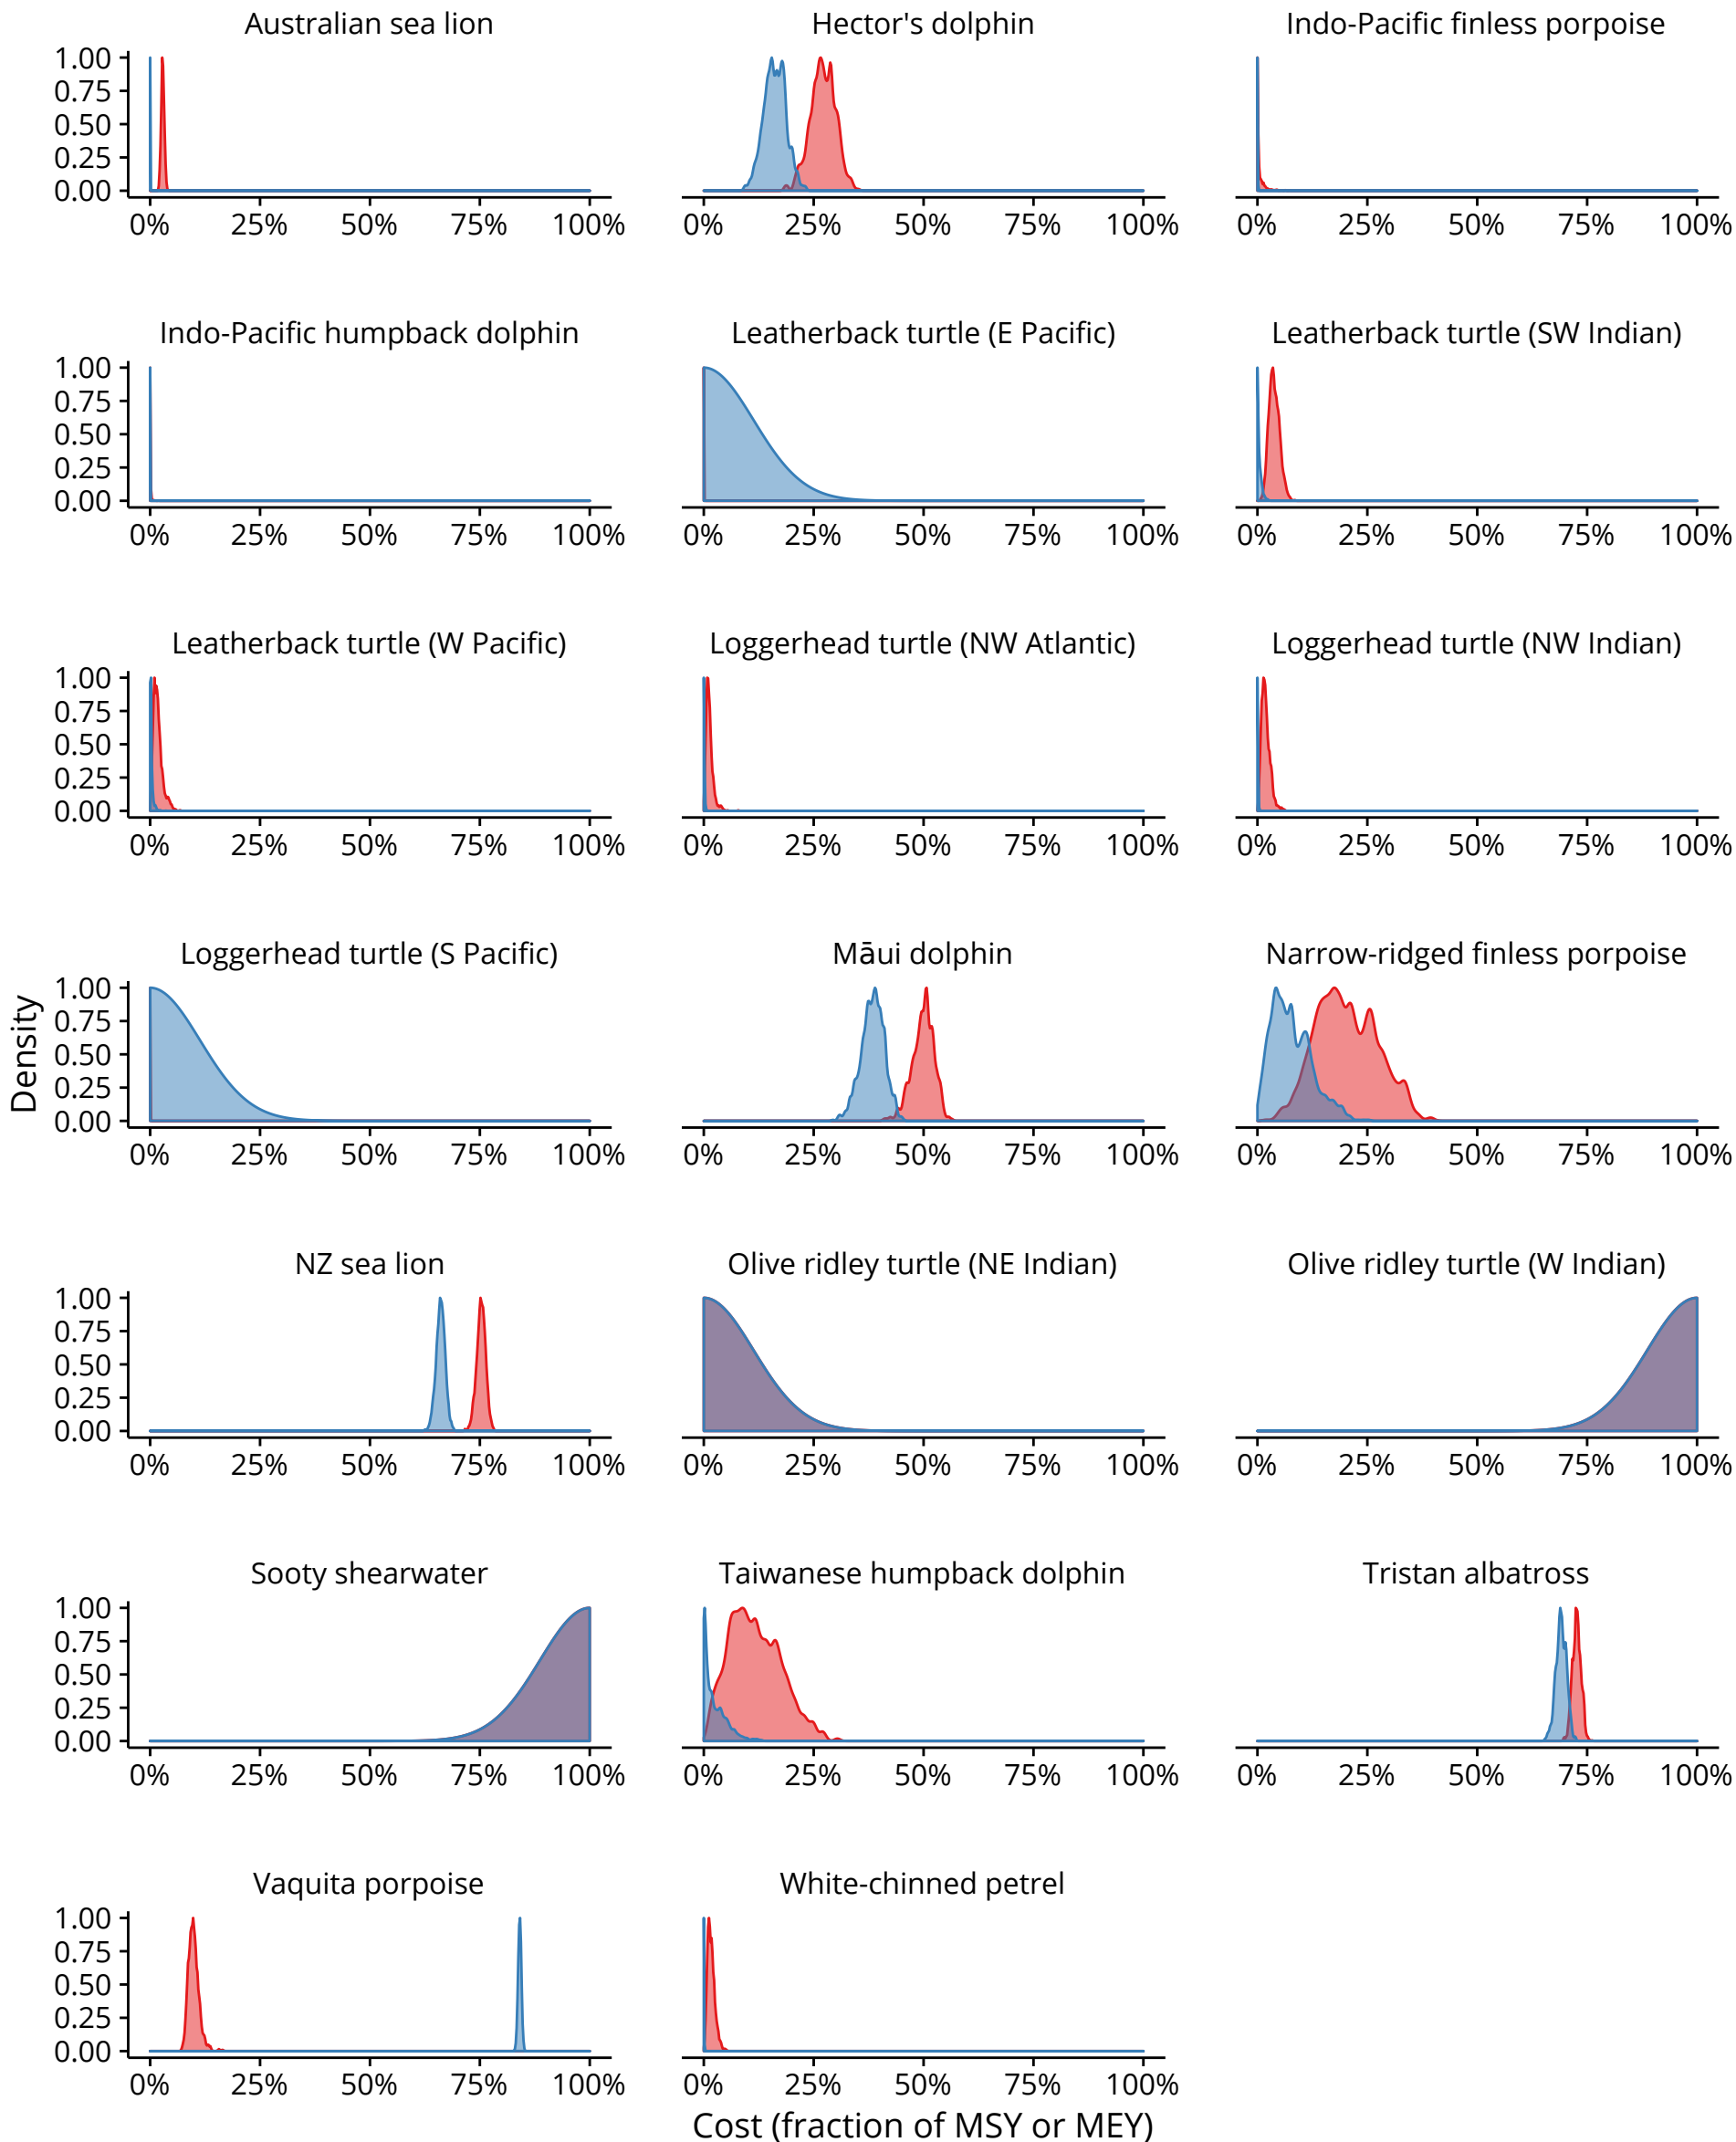 Australian sea lion
Hector's dolphin
Indo-Pacific finless porpoise
1.00
0.75
0.50
0.25
0.00
0% 25% 50% 75% 100%
0% 25% 50% 75% 100%
0% 25% 50% 75% 100%
Indo-Pacific humpback dolphin
Leatherback turtle (E Pacific)
Leatherback turtle (SW Indian)
1.00
0.75
0.50
0.25
0.00
0% 25% 50% 75% 100%
0% 25% 50% 75% 100%
0% 25% 50% 75% 100%
Leatherback turtle (W Pacific)
Loggerhead turtle (NW Atlantic)
Loggerhead turtle (NW Indian)
1.00
0.75
0.50
0.25
0.00
0% 25% 50% 75% 100%
0% 25% 50% 75% 100%
0% 25% 50% 75% 100%
Density
Loggerhead turtle (S Pacific)
Māui dolphin
Narrow-ridged finless porpoise
1.00
0.75
0.50
0.25
0.00
0% 25% 50% 75% 100%
0% 25% 50% 75% 100%
0% 25% 50% 75% 100%
NZ sea lion
Olive ridley turtle (NE Indian)
Olive ridley turtle (W Indian)
1.00
0.75
0.50
0.25
0.00
0% 25% 50% 75% 100%
0% 25% 50% 75% 100%
0% 25% 50% 75% 100%
Sooty shearwater
Taiwanese humpback dolphin
Tristan albatross
1.00
0.75
0.50
0.25
0.00
0% 25% 50% 75% 100%
0% 25% 50% 75% 100%
0% 25% 50% 75% 100%
Vaquita porpoise
White-chinned petrel
1.00
0.75
0.50
0.25
0.00
0% 25% 50% 75% 100%
0% 25% 50% 75% 100%
Cost (fraction of MSY or MEY)